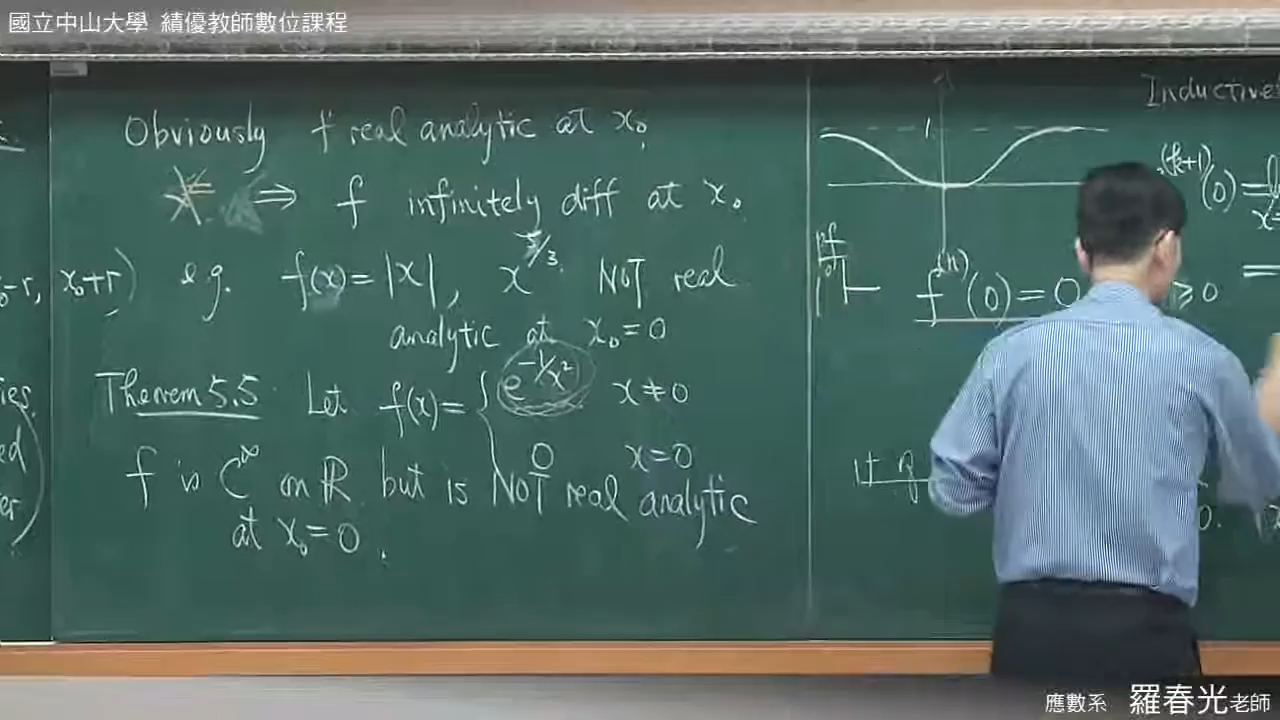 國立中山大學 績優教師數位課程
Obviously f real analytic at x₀
⇒ f infinitely diff at x₀.
x₀+r)
e.g. f(x)=|x|, x^{5/3}. NOT real
analytic at x₀=0
Theorem 5.5 Let f(x)= { e^{-1/x²} x≠0
0 x=0
f is C^∞ on ℝ but is NOT real analytic
at x₀=0.
1
f^{(n)}(0)=0 ≥0
Inductive
(k+1)(0)=
應數系 羅春光老師